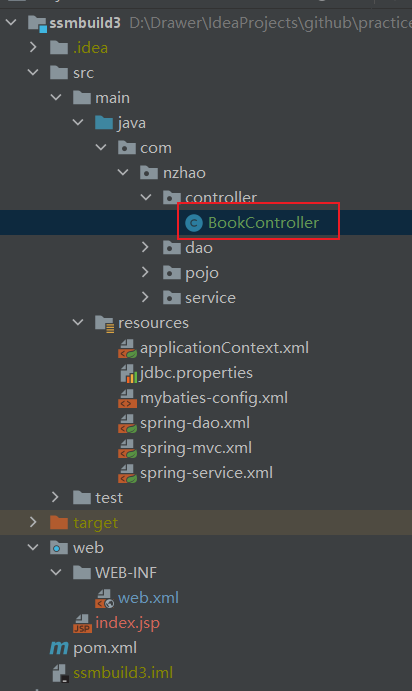 ssmbuild3 D:\Drawer\IdeaProjects\github\practice
.idea
src
main
java
com
nzhao
controller
BookController
dao
pojo
service
resources
applicationContext.xml
jdbc.properties
mybaties-config.xml
spring-dao.xml
spring-mvc.xml
spring-service.xml
test
target
web
WEB-INF
web.xml
index.jsp
pom.xml
ssmbuild3.iml